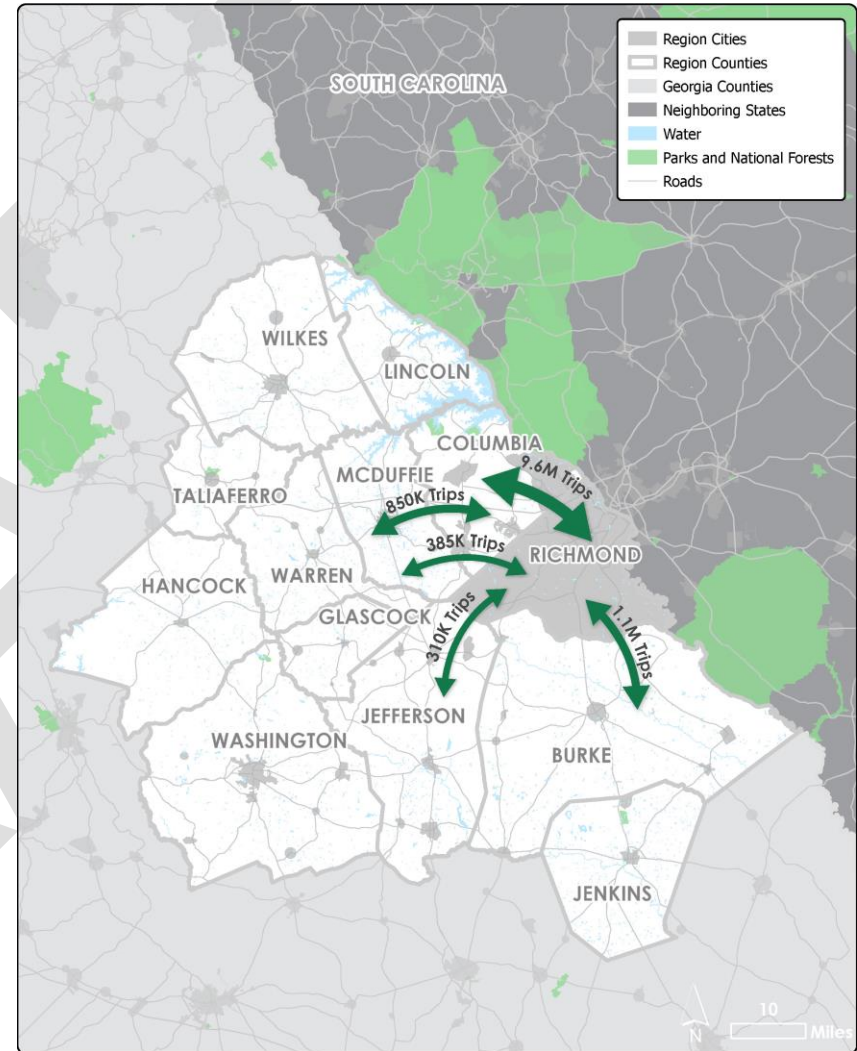 SOUTH CAROLINA
Region Cities
Region Counties
Georgia Counties
Neighboring States
Water
Parks and National Forests
Roads
WILKES
LINCOLN
COLUMBIA
MCDUFFIE
9.6M Trips
TALIAFERRO
850K Trips
385K Trips
RICHMOND
HANCOCK
WARREN
GLASCOCK
310K Trips
1.1M Trips
JEFFERSON
WASHINGTON
BURKE
JENKINS
N
10
Miles